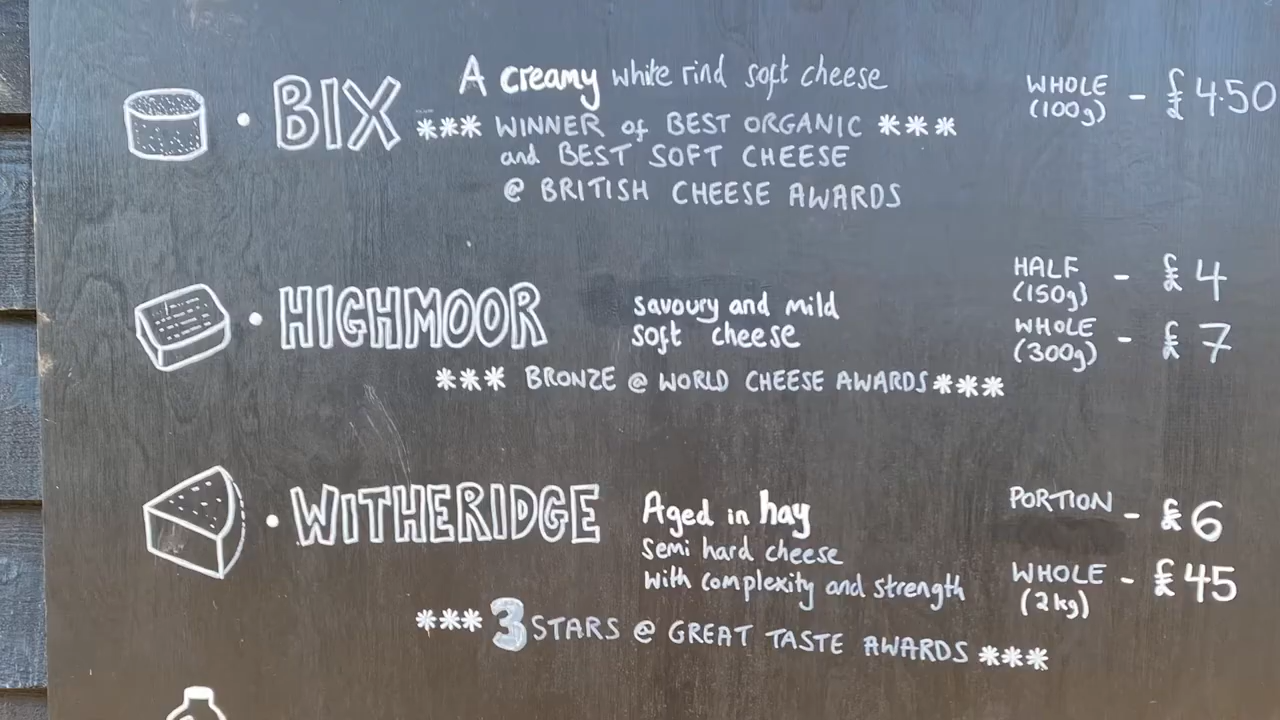 • BIX
A creamy white rind soft cheese
*** WINNER of BEST ORGANIC ***
and BEST SOFT CHEESE
@ BRITISH CHEESE AWARDS
WHOLE - £4.50
(100g)
• HIGHMOOR
savoury and mild
soft cheese
HALF - £4
(150g)
WHOLE - £7
(300g)
*** BRONZE @ WORLD CHEESE AWARDS ***
• WITHERIDGE
Aged in hay
semi hard cheese
with complexity and strength
PORTION - £6
WHOLE - £45
(2kg)
*** 3 STARS @ GREAT TASTE AWARDS ***